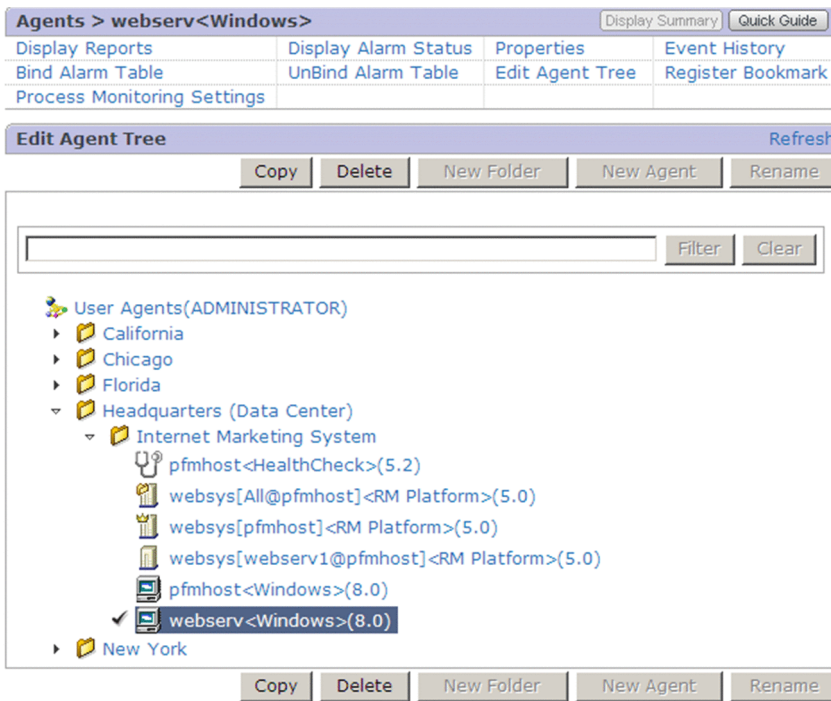 Agents > webserv<Windows>
Display Summary Quick Guide
Display Reports Display Alarm Status Properties Event History
Bind Alarm Table UnBind Alarm Table Edit Agent Tree Register Bookmark
Process Monitoring Settings
Edit Agent Tree Refresh
Copy Delete New Folder New Agent Rename
Filter Clear
User Agents(ADMINISTRATOR)
California
Chicago
Florida
Headquarters (Data Center)
Internet Marketing System
pfmhost<HealthCheck>(5.2)
websys[All@pfmhost]<RM Platform>(5.0)
websys[pfmhost]<RM Platform>(5.0)
websys[webserv1@pfmhost]<RM Platform>(5.0)
pfmhost<Windows>(8.0)
webserv<Windows>(8.0)
New York
Copy Delete New Folder New Agent Rename